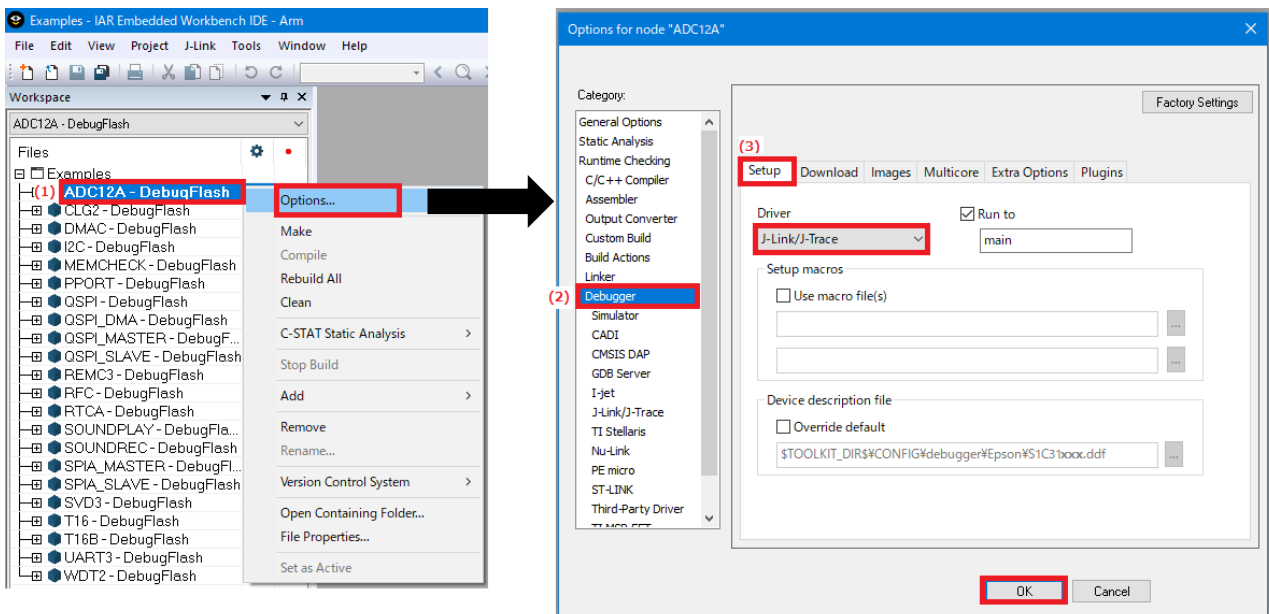 Examples - IAR Embedded Workbench IDE - Arm
File Edit View Project J-Link Tools Window Help
Workspace
ADC12A - DebugFlash
Files
Examples
(1) ADC12A - DebugFlash
CLG2 - DebugFlash
DMAC - DebugFlash
I2C - DebugFlash
MEMCHECK - DebugFlash
PPORT - DebugFlash
QSPI - DebugFlash
QSPI_DMA - DebugFlash
QSPI_MASTER - DebugF...
QSPI_SLAVE - DebugFlash
REMC3 - DebugFlash
RFC - DebugFlash
RTCA - DebugFlash
SOUNDPLAY - DebugFla...
SOUNDREC - DebugFlash
SPIA_MASTER - DebugFl...
SPIA_SLAVE - DebugFlash
SVD3 - DebugFlash
T16 - DebugFlash
T16B - DebugFlash
UART3 - DebugFlash
WDT2 - DebugFlash
Options...
Make
Compile
Rebuild All
Clean
C-STAT Static Analysis
Stop Build
Add
Remove
Rename...
Version Control System
Open Containing Folder...
File Properties...
Set as Active
Options for node "ADC12A"
Category:
General Options
Static Analysis
Runtime Checking
C/C++ Compiler
Assembler
Output Converter
Custom Build
Build Actions
Linker
(2) Debugger
Simulator
CADI
CMSIS DAP
GDB Server
I-jet
J-Link/J-Trace
TI Stellaris
Nu-Link
PE micro
ST-LINK
Third-Party Driver
TI MSP-FET
Factory Settings
(3)
Setup Download Images Multicore Extra Options Plugins
Driver
J-Link/J-Trace
Run to
main
Setup macros
Use macro file(s)
...
...
Device description file
Override default
$TOOLKIT_DIR$¥CONFIG¥debugger¥Epson¥S1C31xxx.ddf
...
OK Cancel